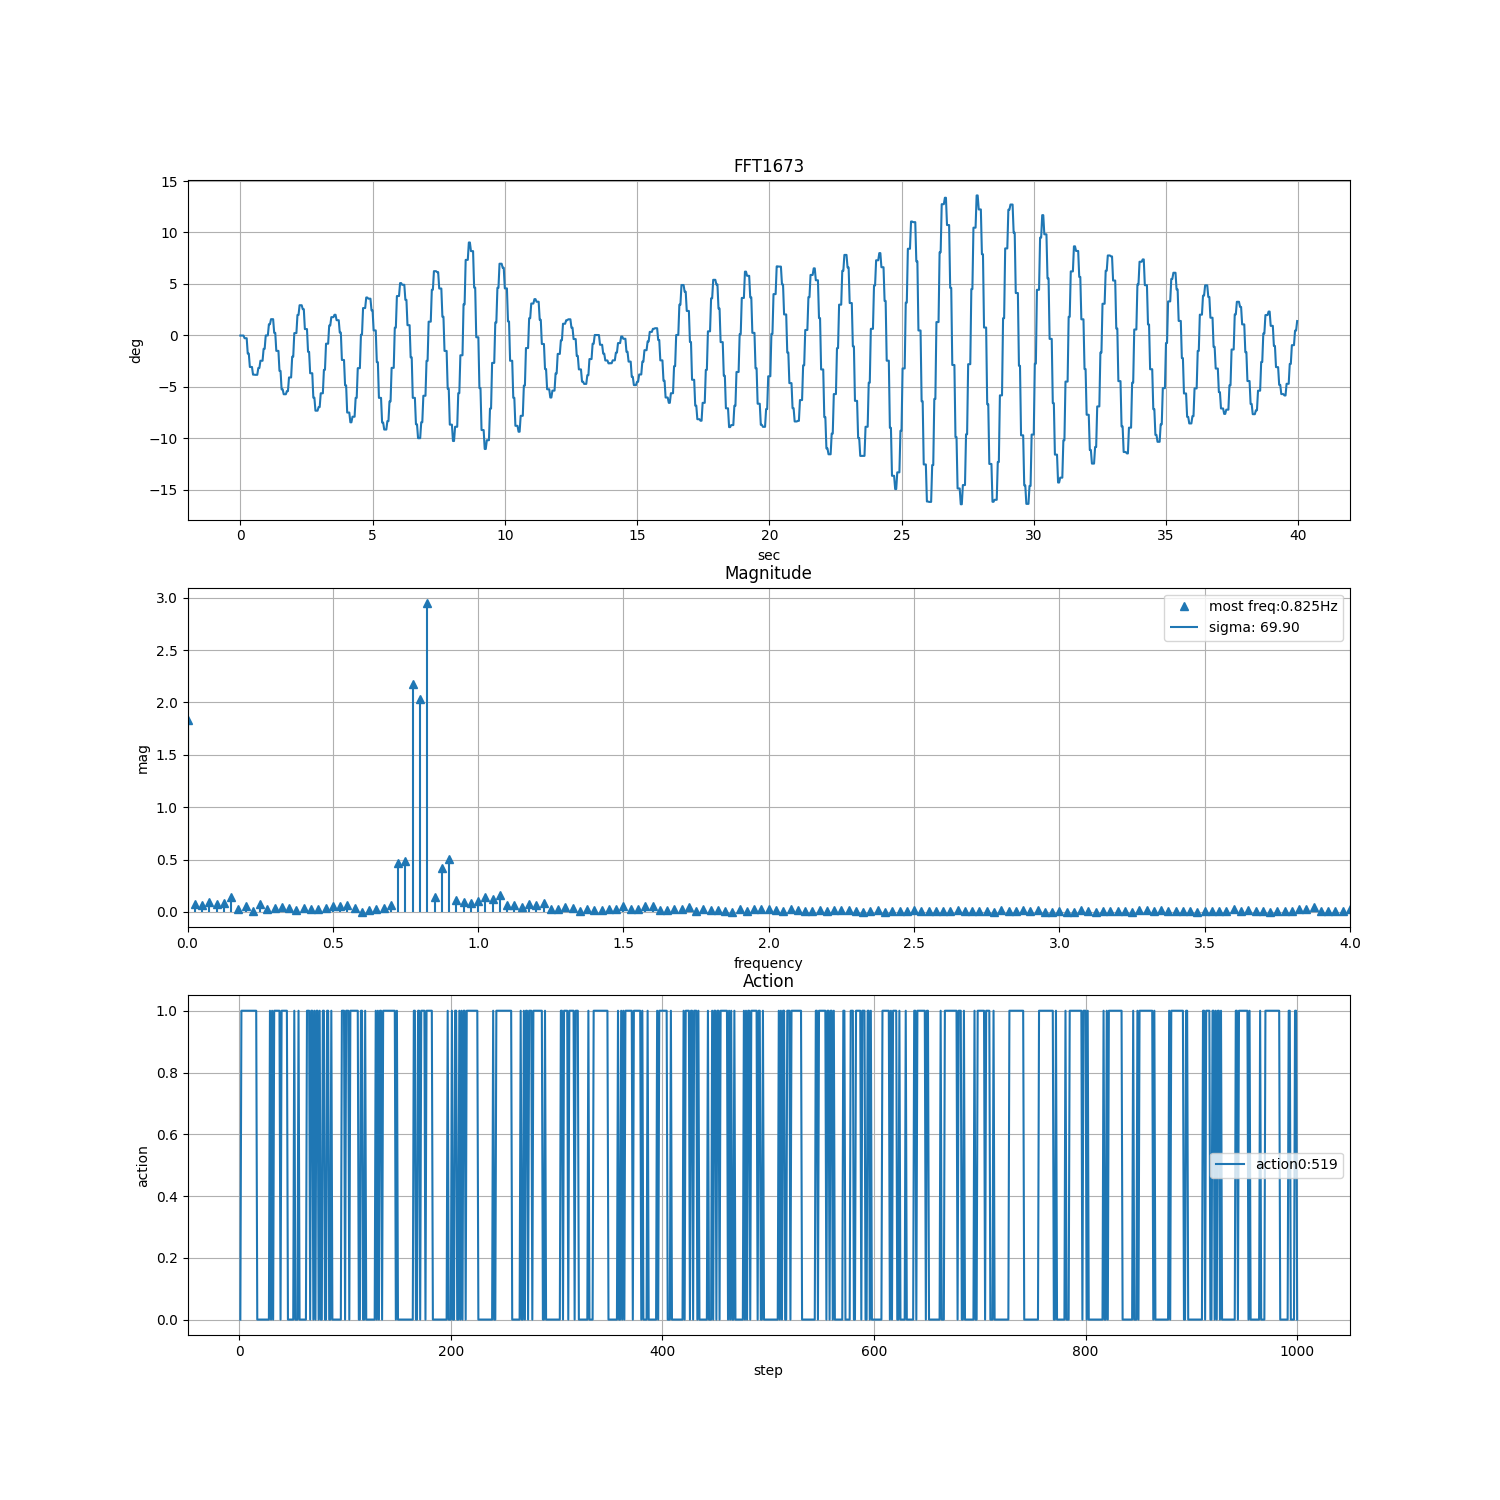 FFT1673
15
10
5
0
−5
−10
−15
deg
0 5 10 15 20 25 30 35 40
sec
Magnitude
3.0
2.5
2.0
1.5
1.0
0.5
0.0
mag
most freq:0.825Hz
sigma: 69.90
0.0 0.5 1.0 1.5 2.0 2.5 3.0 3.5 4.0
frequency
Action
1.0
0.8
0.6
0.4
0.2
0.0
action
action0:519
0 200 400 600 800 1000
step